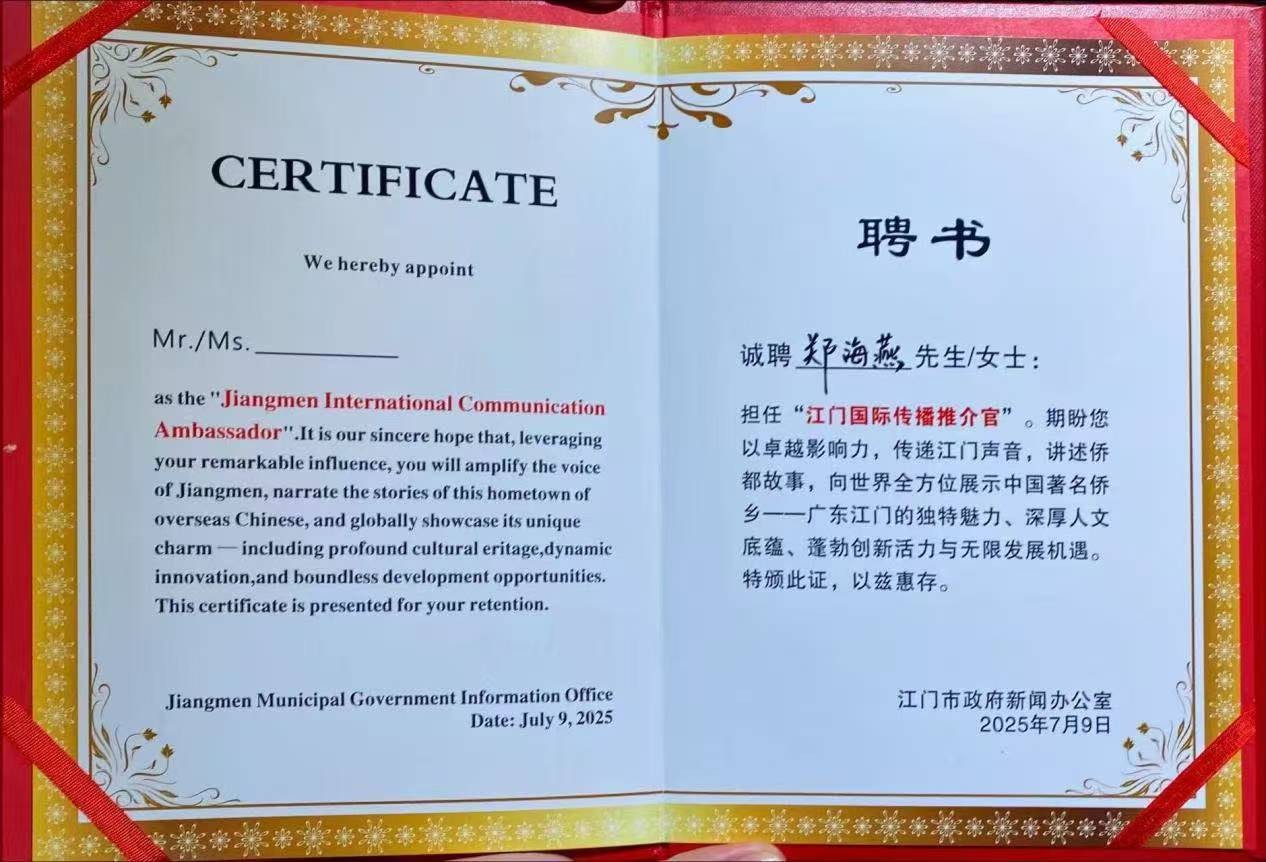 CERTIFICATE
We hereby appoint
Mr./Ms.
as the "Jiangmen International Communication
Ambassador".It is our sincere hope that, leveraging
your remarkable influence, you will amplify the voice
of Jiangmen, narrate the stories of this hometown of
overseas Chinese, and globally showcase its unique
charm — including profound cultural eritage,dynamic
innovation,and boundless development opportunities.
This certificate is presented for your retention.
Jiangmen Municipal Government Information Office
Date: July 9, 2025
聘书
诚聘 郑海燕 先生/女士：
担任“江门国际传播推介官”。期盼您
以卓越影响力，传递江门声音，讲述侨
都故事，向世界全方位展示中国著名侨
乡——广东江门的独特魅力、深厚人文
底蕴、蓬勃创新活力与无限发展机遇。
特颁此证，以兹惠存。
江门市政府新闻办公室
2025年7月9日